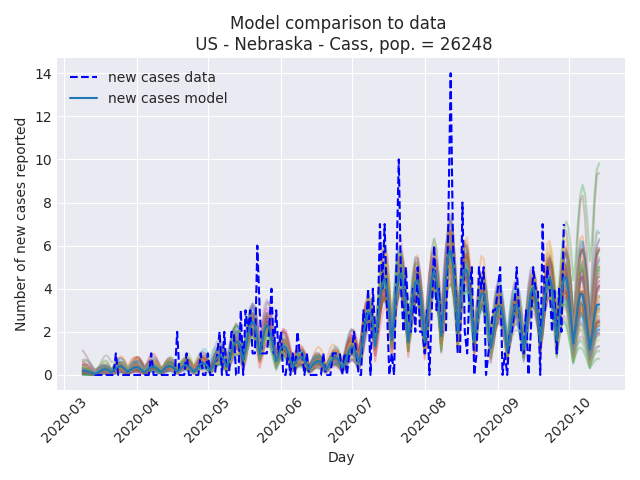 Model comparison to data
US - Nebraska - Cass, pop. = 26248
new cases data
new cases model
Number of new cases reported
14
12
10
8
6
4
2
0
2020-03
2020-04
2020-05
2020-06
2020-07
2020-08
2020-09
2020-10
Day